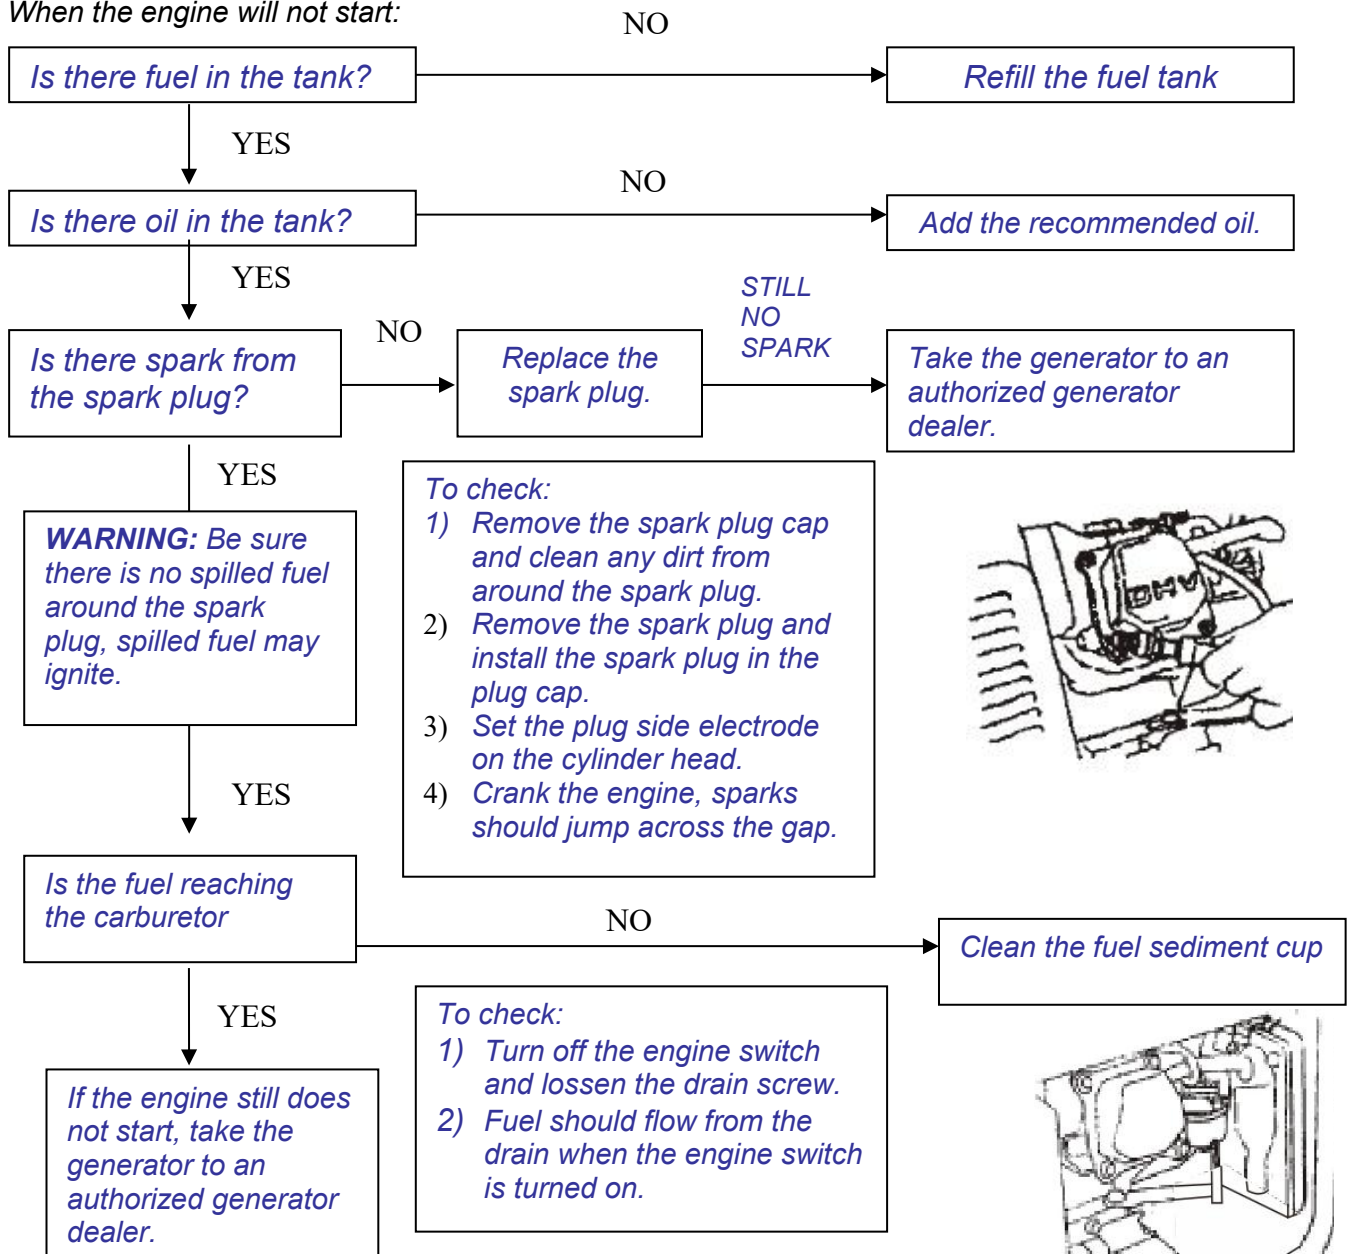 When the engine will not start:
NO
Is there fuel in the tank?
Refill the fuel tank
YES
NO
Is there oil in the tank?
Add the recommended oil.
YES
STILL
NO
SPARK
NO
Is there spark from
the spark plug?
Replace the
spark plug.
Take the generator to an
authorized generator
dealer.
YES
WARNING: Be sure
there is no spilled fuel
around the spark
plug, spilled fuel may
ignite.
To check:
1) Remove the spark plug cap
and clean any dirt from
around the spark plug.
2) Remove the spark plug and
install the spark plug in the
plug cap.
3) Set the plug side electrode
on the cylinder head.
4) Crank the engine, sparks
should jump across the gap.
OHV
YES
Is the fuel reaching
the carburetor
NO
Clean the fuel sediment cup
YES
To check:
1) Turn off the engine switch
and lossen the drain screw.
2) Fuel should flow from the
drain when the engine switch
is turned on.
If the engine still does
not start, take the
generator to an
authorized generator
dealer.